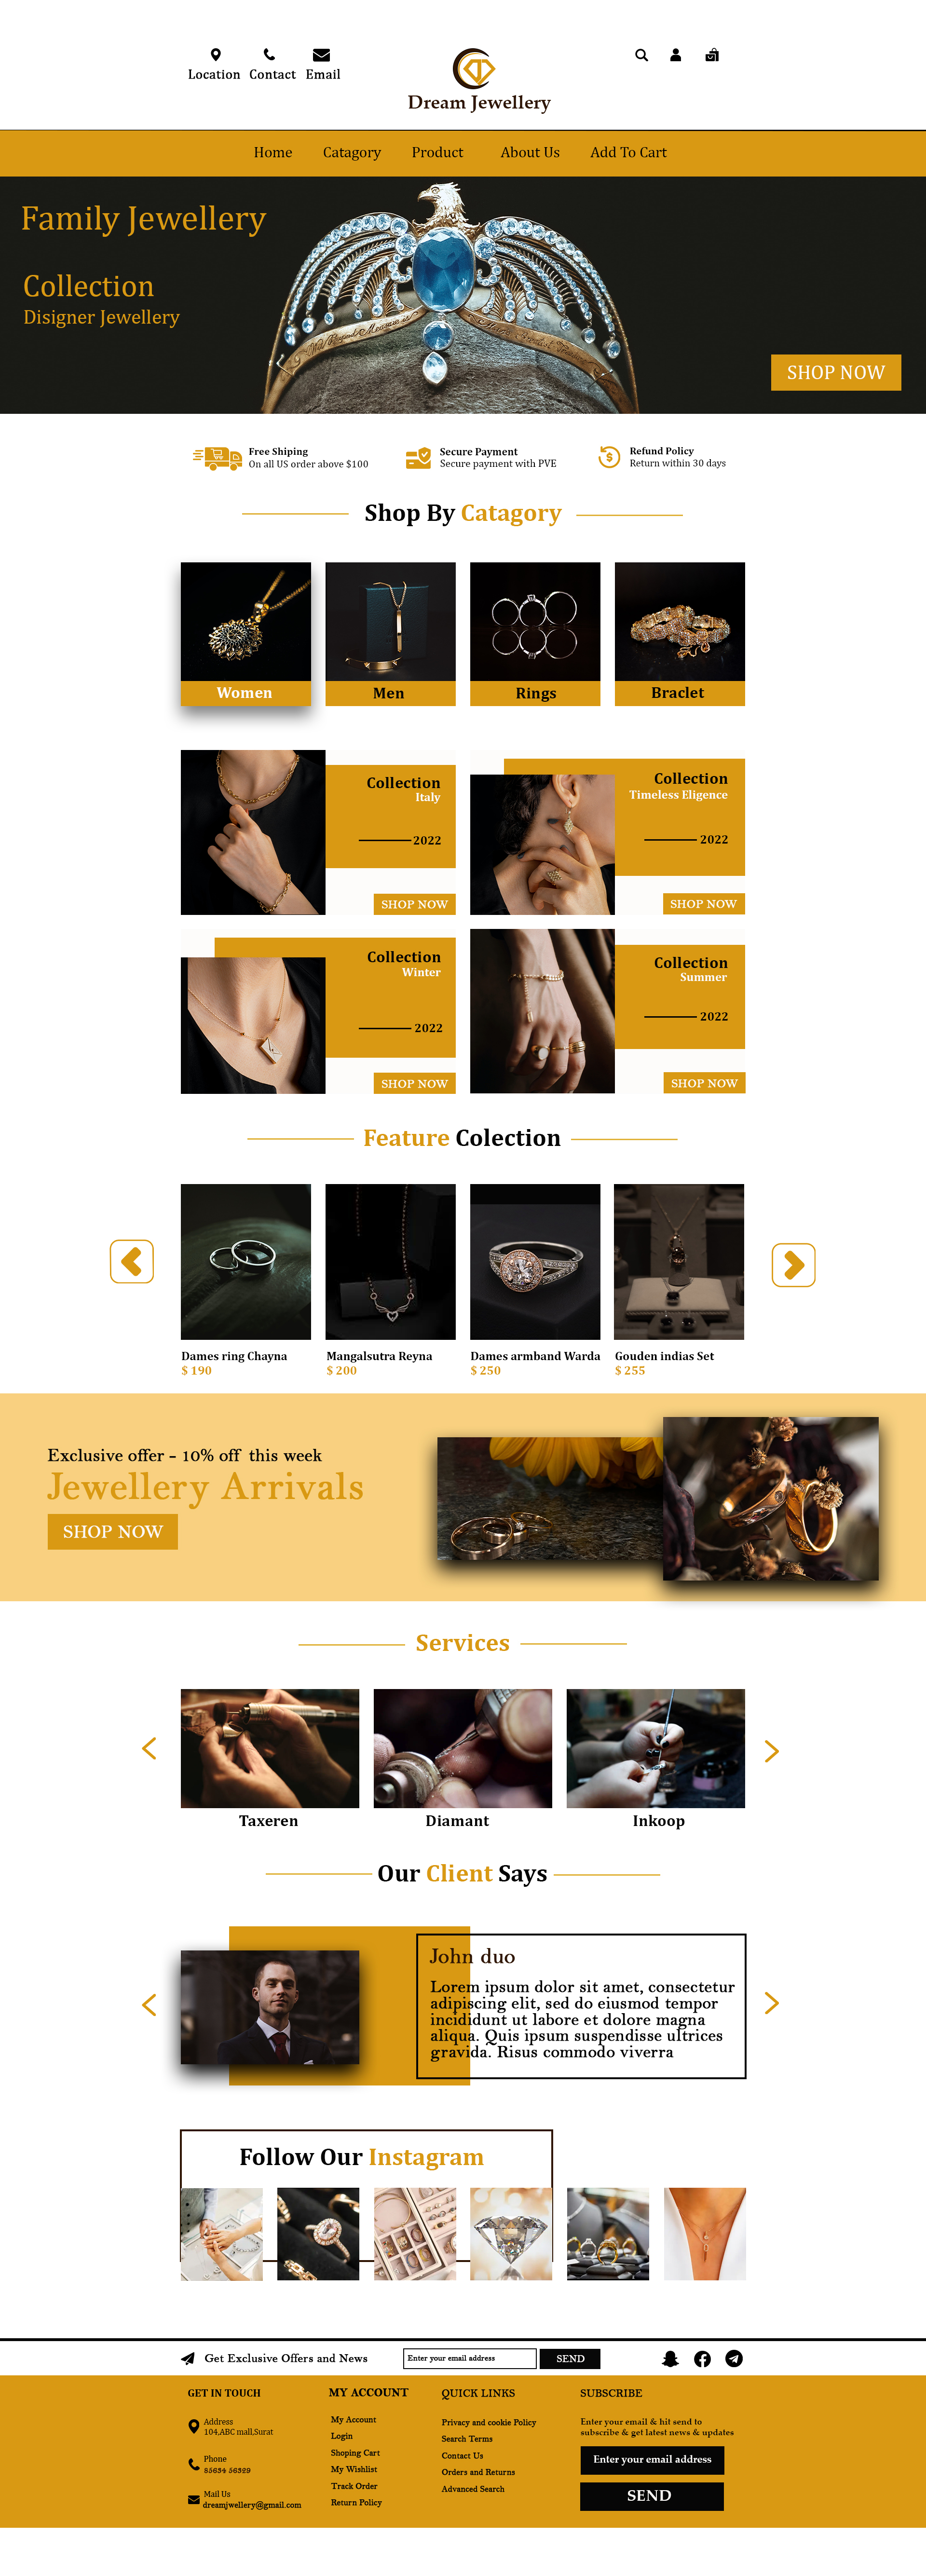 Location Contact Email
Dream Jewellery
Home Catagory Product About Us Add To Cart
Family Jewellery
Collection
Disigner Jewellery
SHOP NOW
Free Shiping
On all US order above $100
Secure Payment
Secure payment with PVE
Refund Policy
Return within 30 days
Shop By Catagory
Women
Men
Rings
Braclet
Collection
Italy
2022
SHOP NOW
Collection
Timeless Eligence
2022
SHOP NOW
Collection
Winter
2022
SHOP NOW
Collection
Summer
2022
SHOP NOW
Feature Colection
Dames ring Chayna
$ 190
Mangalsutra Reyna
$ 200
Dames armband Warda
$ 250
Gouden indias Set
$ 255
Exclusive offer - 10% off this week
Jewellery Arrivals
SHOP NOW
Services
Taxeren
Diamant
Inkoop
Our Client Says
John duo
Lorem ipsum dolor sit amet, consectetur
adipiscing elit, sed do eiusmod tempor
incididunt ut labore et dolore magna
aliqua. Quis ipsum suspendisse ultrices
gravida. Risus commodo viverra
Follow Our Instagram
Get Exclusive Offers and News
Enter your email address
SEND
GET IN TOUCH
Address
104,ABC mall,Surat
Phone
85634 56329
Mail Us
dreamjwellery@gmail.com
MY ACCOUNT
My Account
Login
Shoping Cart
My Wishlist
Track Order
Return Policy
QUICK LINKS
Privacy and cookie Policy
Search Terms
Contact Us
Orders and Returns
Advanced Search
SUBSCRIBE
Enter your email & hit send to
subscribe & get latest news & updates
Enter your email address
SEND